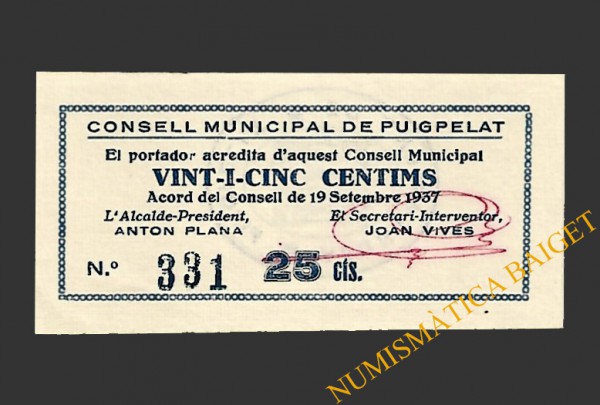 CONSELL MUNICIPAL DE PUIGPELAT
El portador acredita d'aquest Consell Municipal
VINT-I-CINC CENTIMS
Acord del Consell de 19 Setembre 1937
L'Alcalde-President, El Secretari-Interventor,
ANTON PLANA JOAN VIVES
N.º 331 25 cts.
NUMISMÀTICA BAIGET